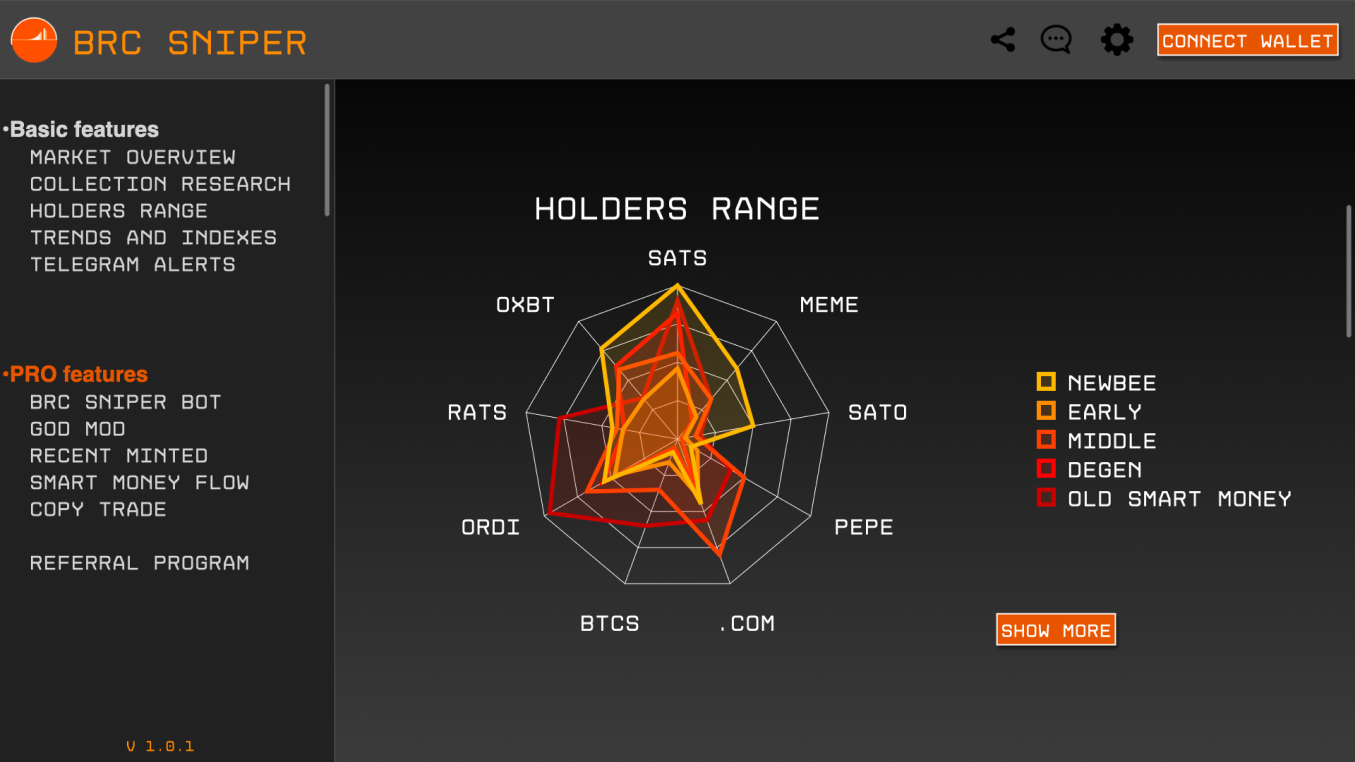 BRC SNIPER
CONNECT WALLET
•Basic features
MARKET OVERVIEW
COLLECTION RESEARCH
HOLDERS RANGE
TRENDS AND INDEXES
TELEGRAM ALERTS
•PRO features
BRC SNIPER BOT
GOD MOD
RECENT MINTED
SMART MONEY FLOW
COPY TRADE
REFERRAL PROGRAM
V 1.0.1
HOLDERS RANGE
SATS
OXBT
MEME
RATS
SATO
ORDI
PEPE
BTCS
.COM
NEWBEE
EARLY
MIDDLE
DEGEN
OLD SMART MONEY
SHOW MORE